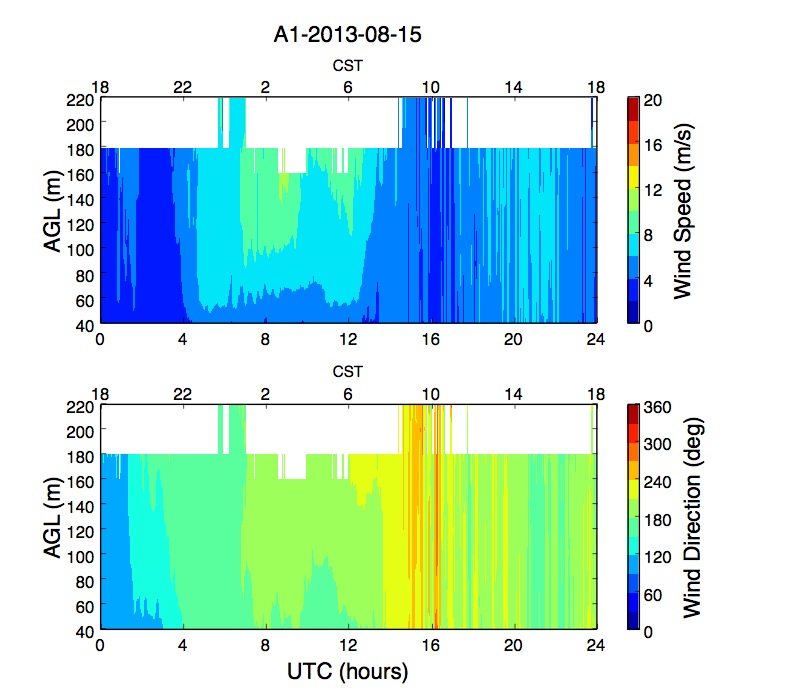 A1-2013-08-15
CST
18 22 2 6 10 14 18
220
200
180
160
140
120
100
80
60
40
AGL (m)
0 4 8 12 16 20 24
20
16
12
8
4
0
Wind Speed (m/s)
CST
18 22 2 6 10 14 18
220
200
180
160
140
120
100
80
60
40
AGL (m)
0 4 8 12 16 20 24
UTC (hours)
360
300
240
180
120
60
0
Wind Direction (deg)